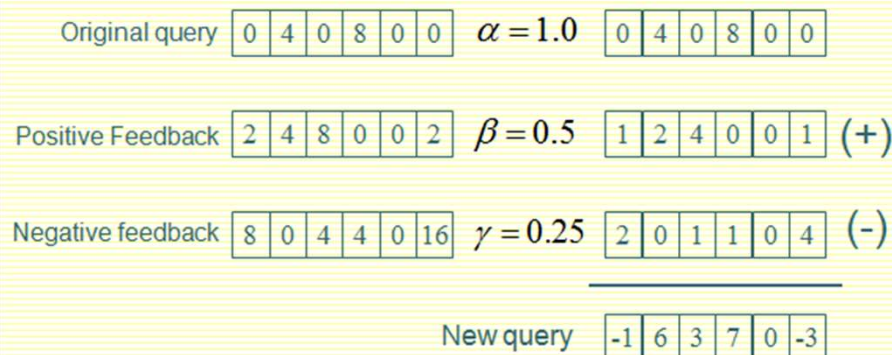 Original query 0 4 0 8 0 0 α = 1.0 0 4 0 8 0 0
Positive Feedback 2 4 8 0 0 2 β = 0.5 1 2 4 0 0 1 (+)
Negative feedback 8 0 4 4 0 16 γ = 0.25 2 0 1 1 0 4 (-)
New query -1 6 3 7 0 -3